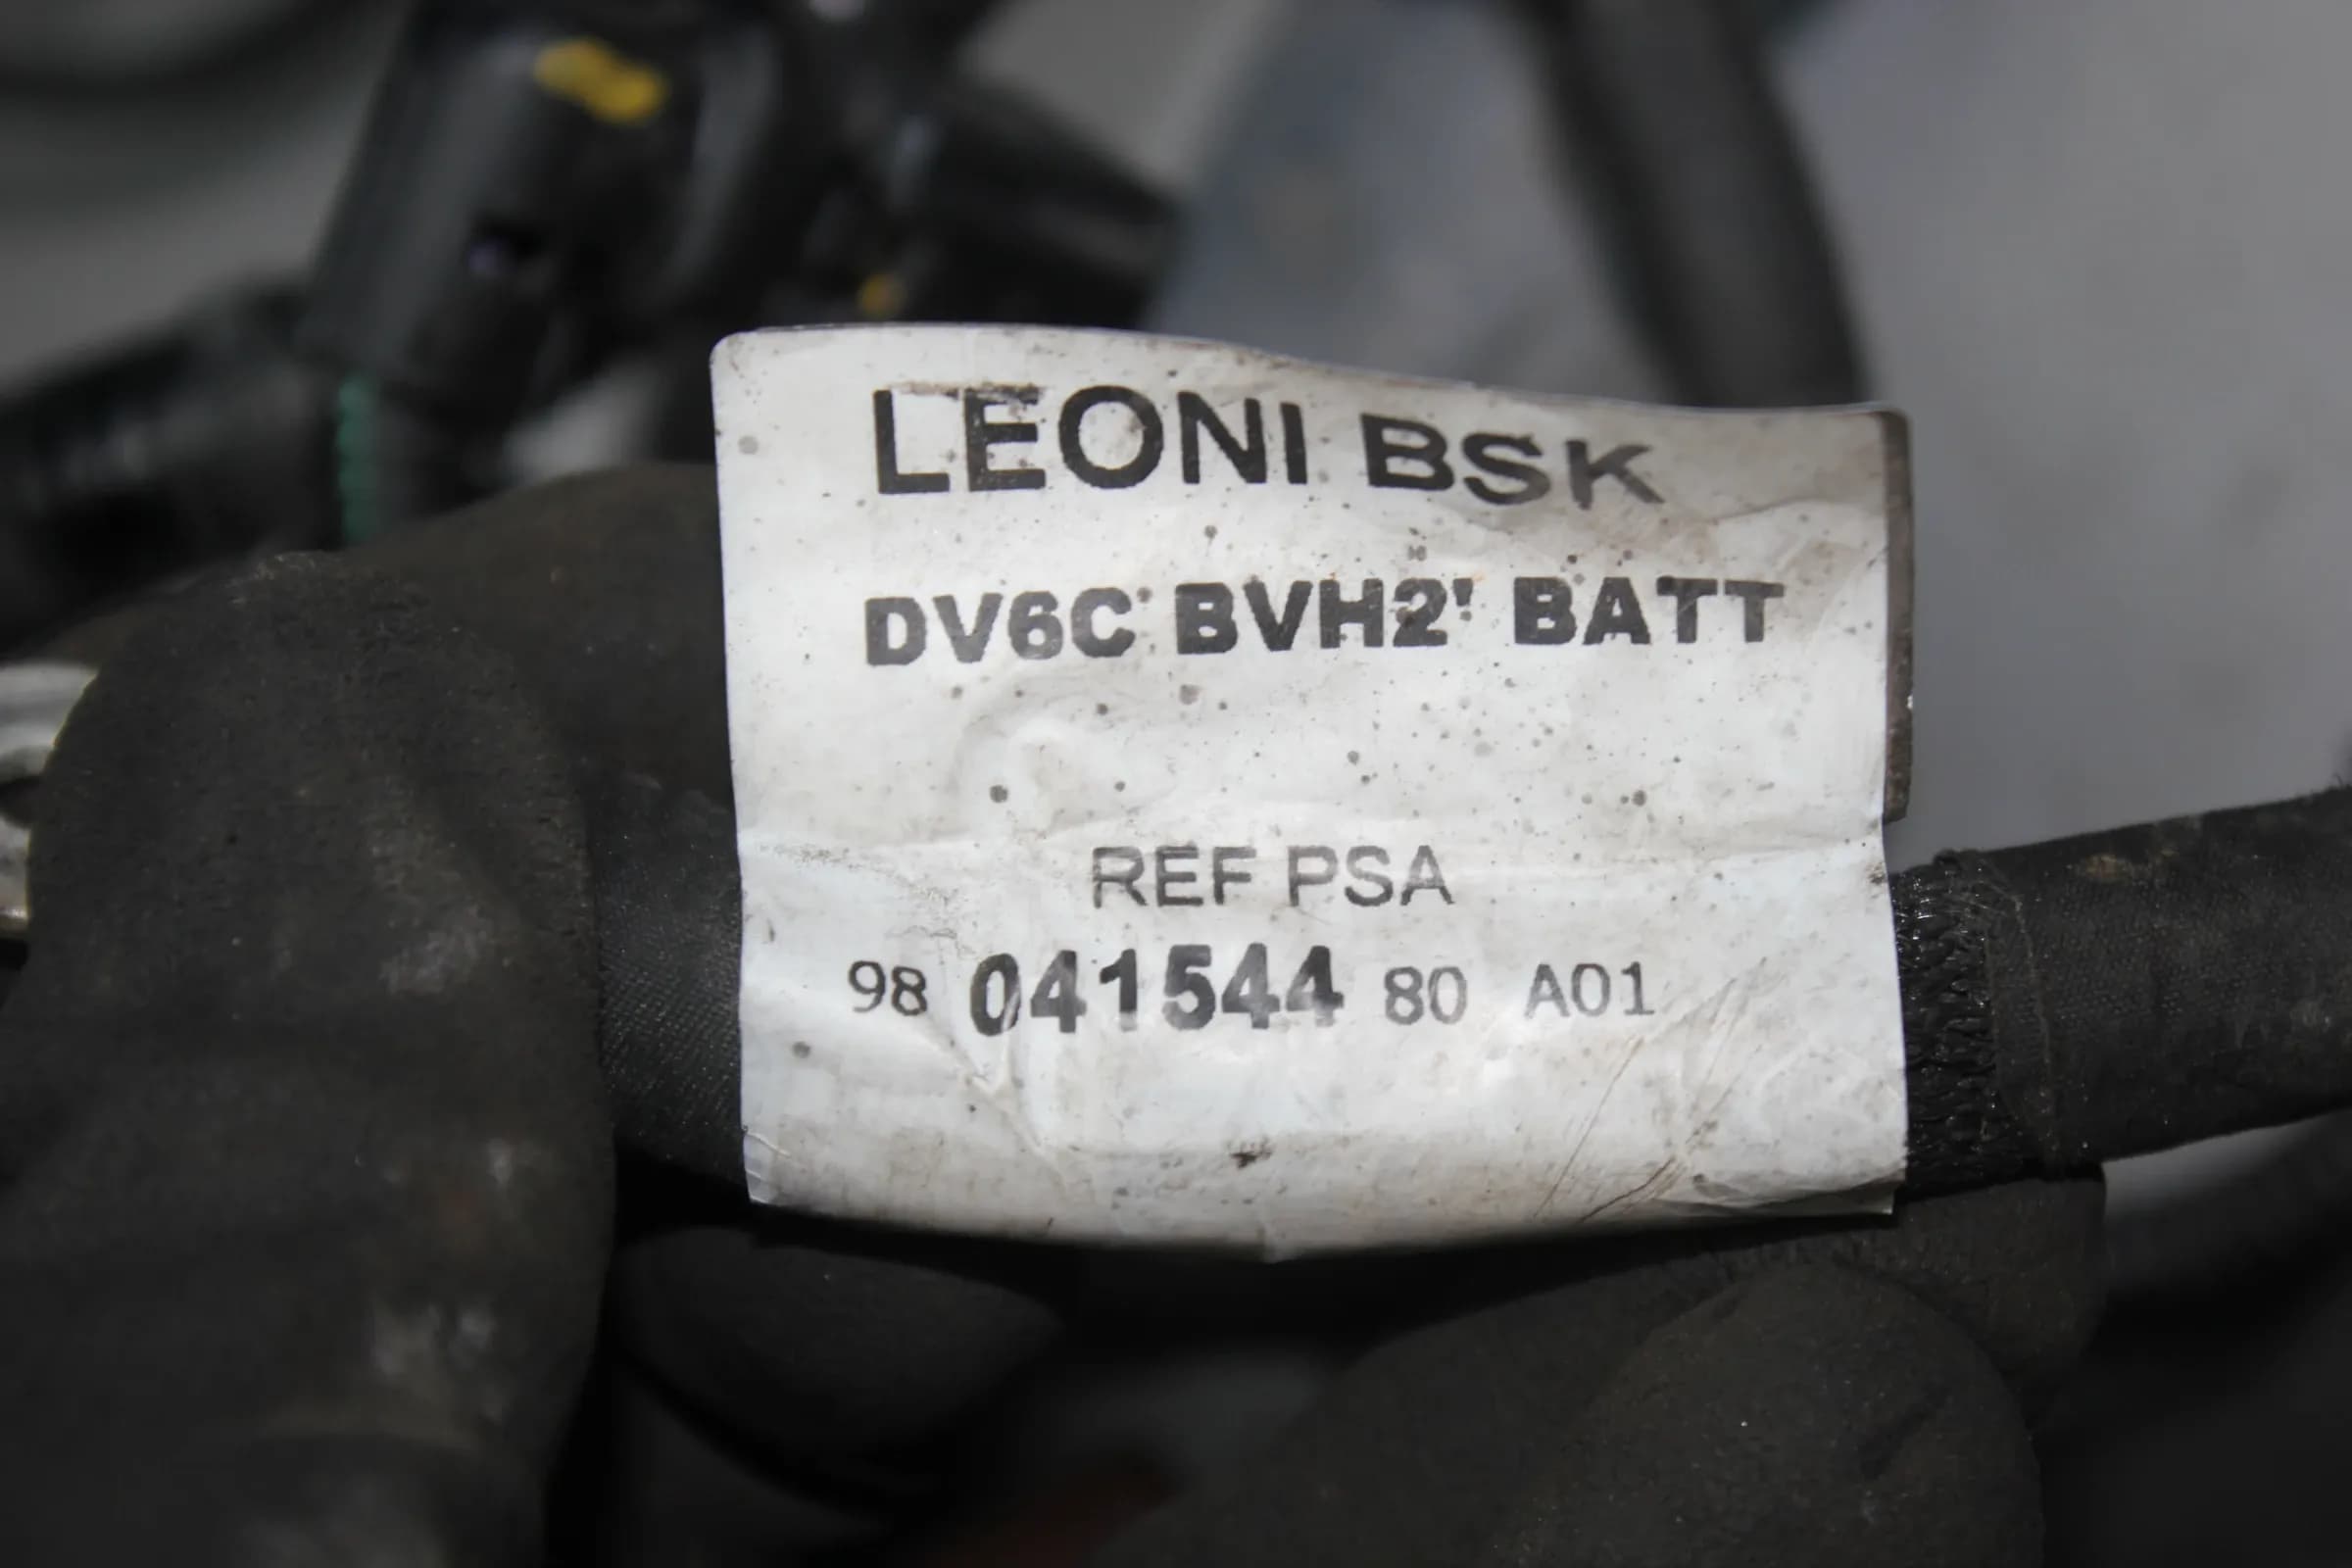 LEONI BSK
DV6C BVH2' BATT
REF PSA
98 041544 80 A01